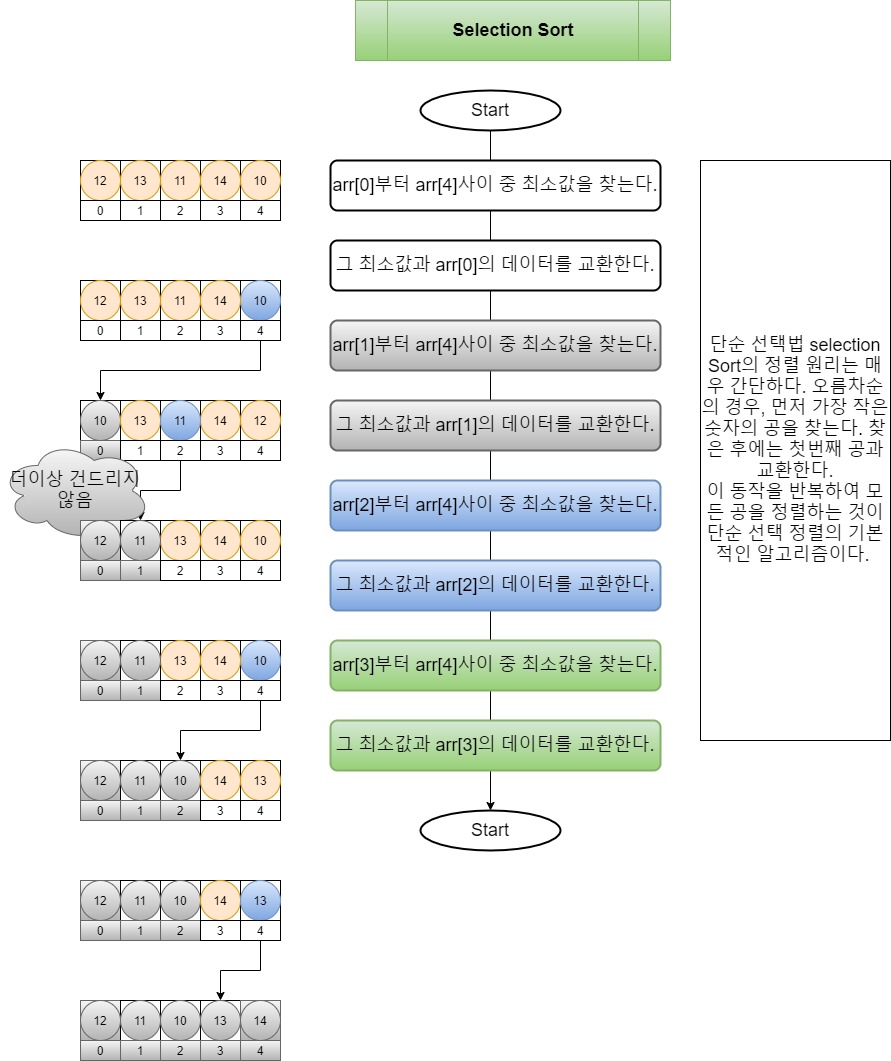 Selection Sort
Start
12 13 11 14 10
0 1 2 3 4
12 13 11 14 10
0 1 2 3 4
10 13 11 14 12
0 1 2 3 4
더이상 건드리지
않음
12 11 13 14 10
0 1 2 3 4
12 11 13 14 10
0 1 2 3 4
12 11 10 14 13
0 1 2 3 4
12 11 10 14 13
0 1 2 3 4
12 11 10 13 14
0 1 2 3 4
arr[0]부터 arr[4]사이 중 최소값을 찾는다.
그 최소값과 arr[0]의 데이터를 교환한다.
arr[1]부터 arr[4]사이 중 최소값을 찾는다.
그 최소값과 arr[1]의 데이터를 교환한다.
arr[2]부터 arr[4]사이 중 최소값을 찾는다.
그 최소값과 arr[2]의 데이터를 교환한다.
arr[3]부터 arr[4]사이 중 최소값을 찾는다.
그 최소값과 arr[3]의 데이터를 교환한다.
Start
단순 선택법 selection
Sort의 정렬 원리는 매
우 간단하다. 오름차순
의 경우, 먼저 가장 작은
숫자의 공을 찾는다. 찾
은 후에는 첫번째 공과
교환한다.
이 동작을 반복하여 모
든 공을 정렬하는 것이
단순 선택 정렬의 기본
적인 알고리즘이다.